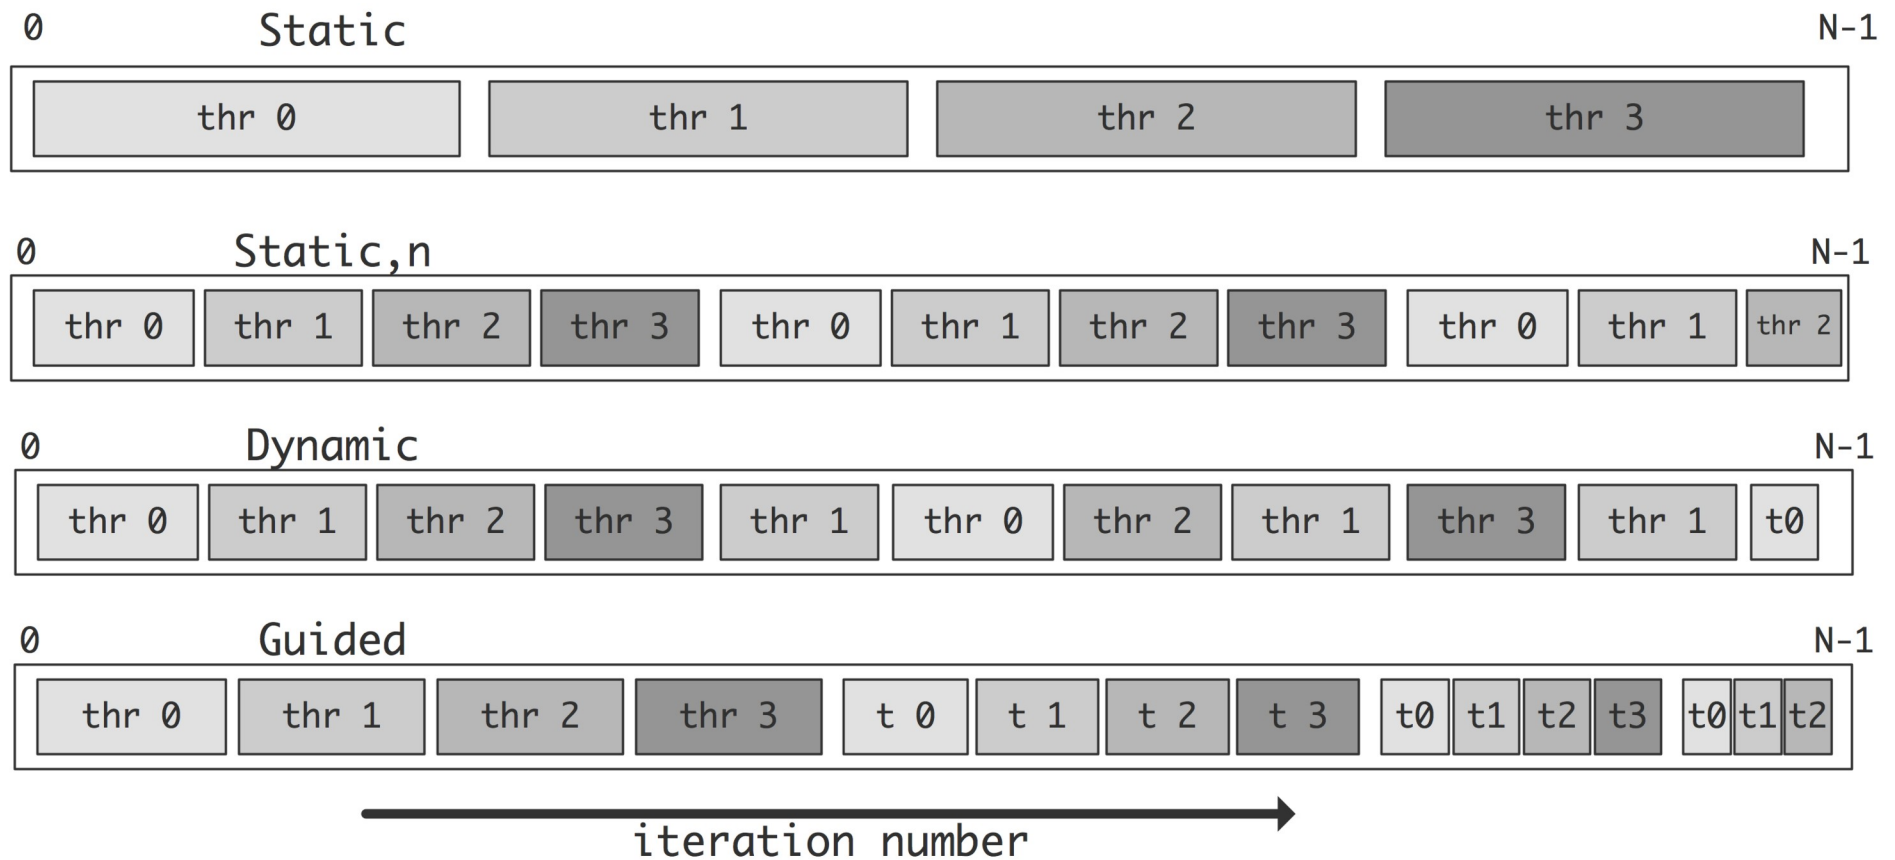 0 Static N-1
thr 0 thr 1 thr 2 thr 3
0 Static,n N-1
thr 0 thr 1 thr 2 thr 3 thr 0 thr 1 thr 2 thr 3 thr 0 thr 1 thr 2
0 Dynamic N-1
thr 0 thr 1 thr 2 thr 3 thr 1 thr 0 thr 2 thr 1 thr 3 thr 1 t0
0 Guided N-1
thr 0 thr 1 thr 2 thr 3 t 0 t 1 t 2 t 3 t0 t1 t2 t3 t0 t1 t2
iteration number